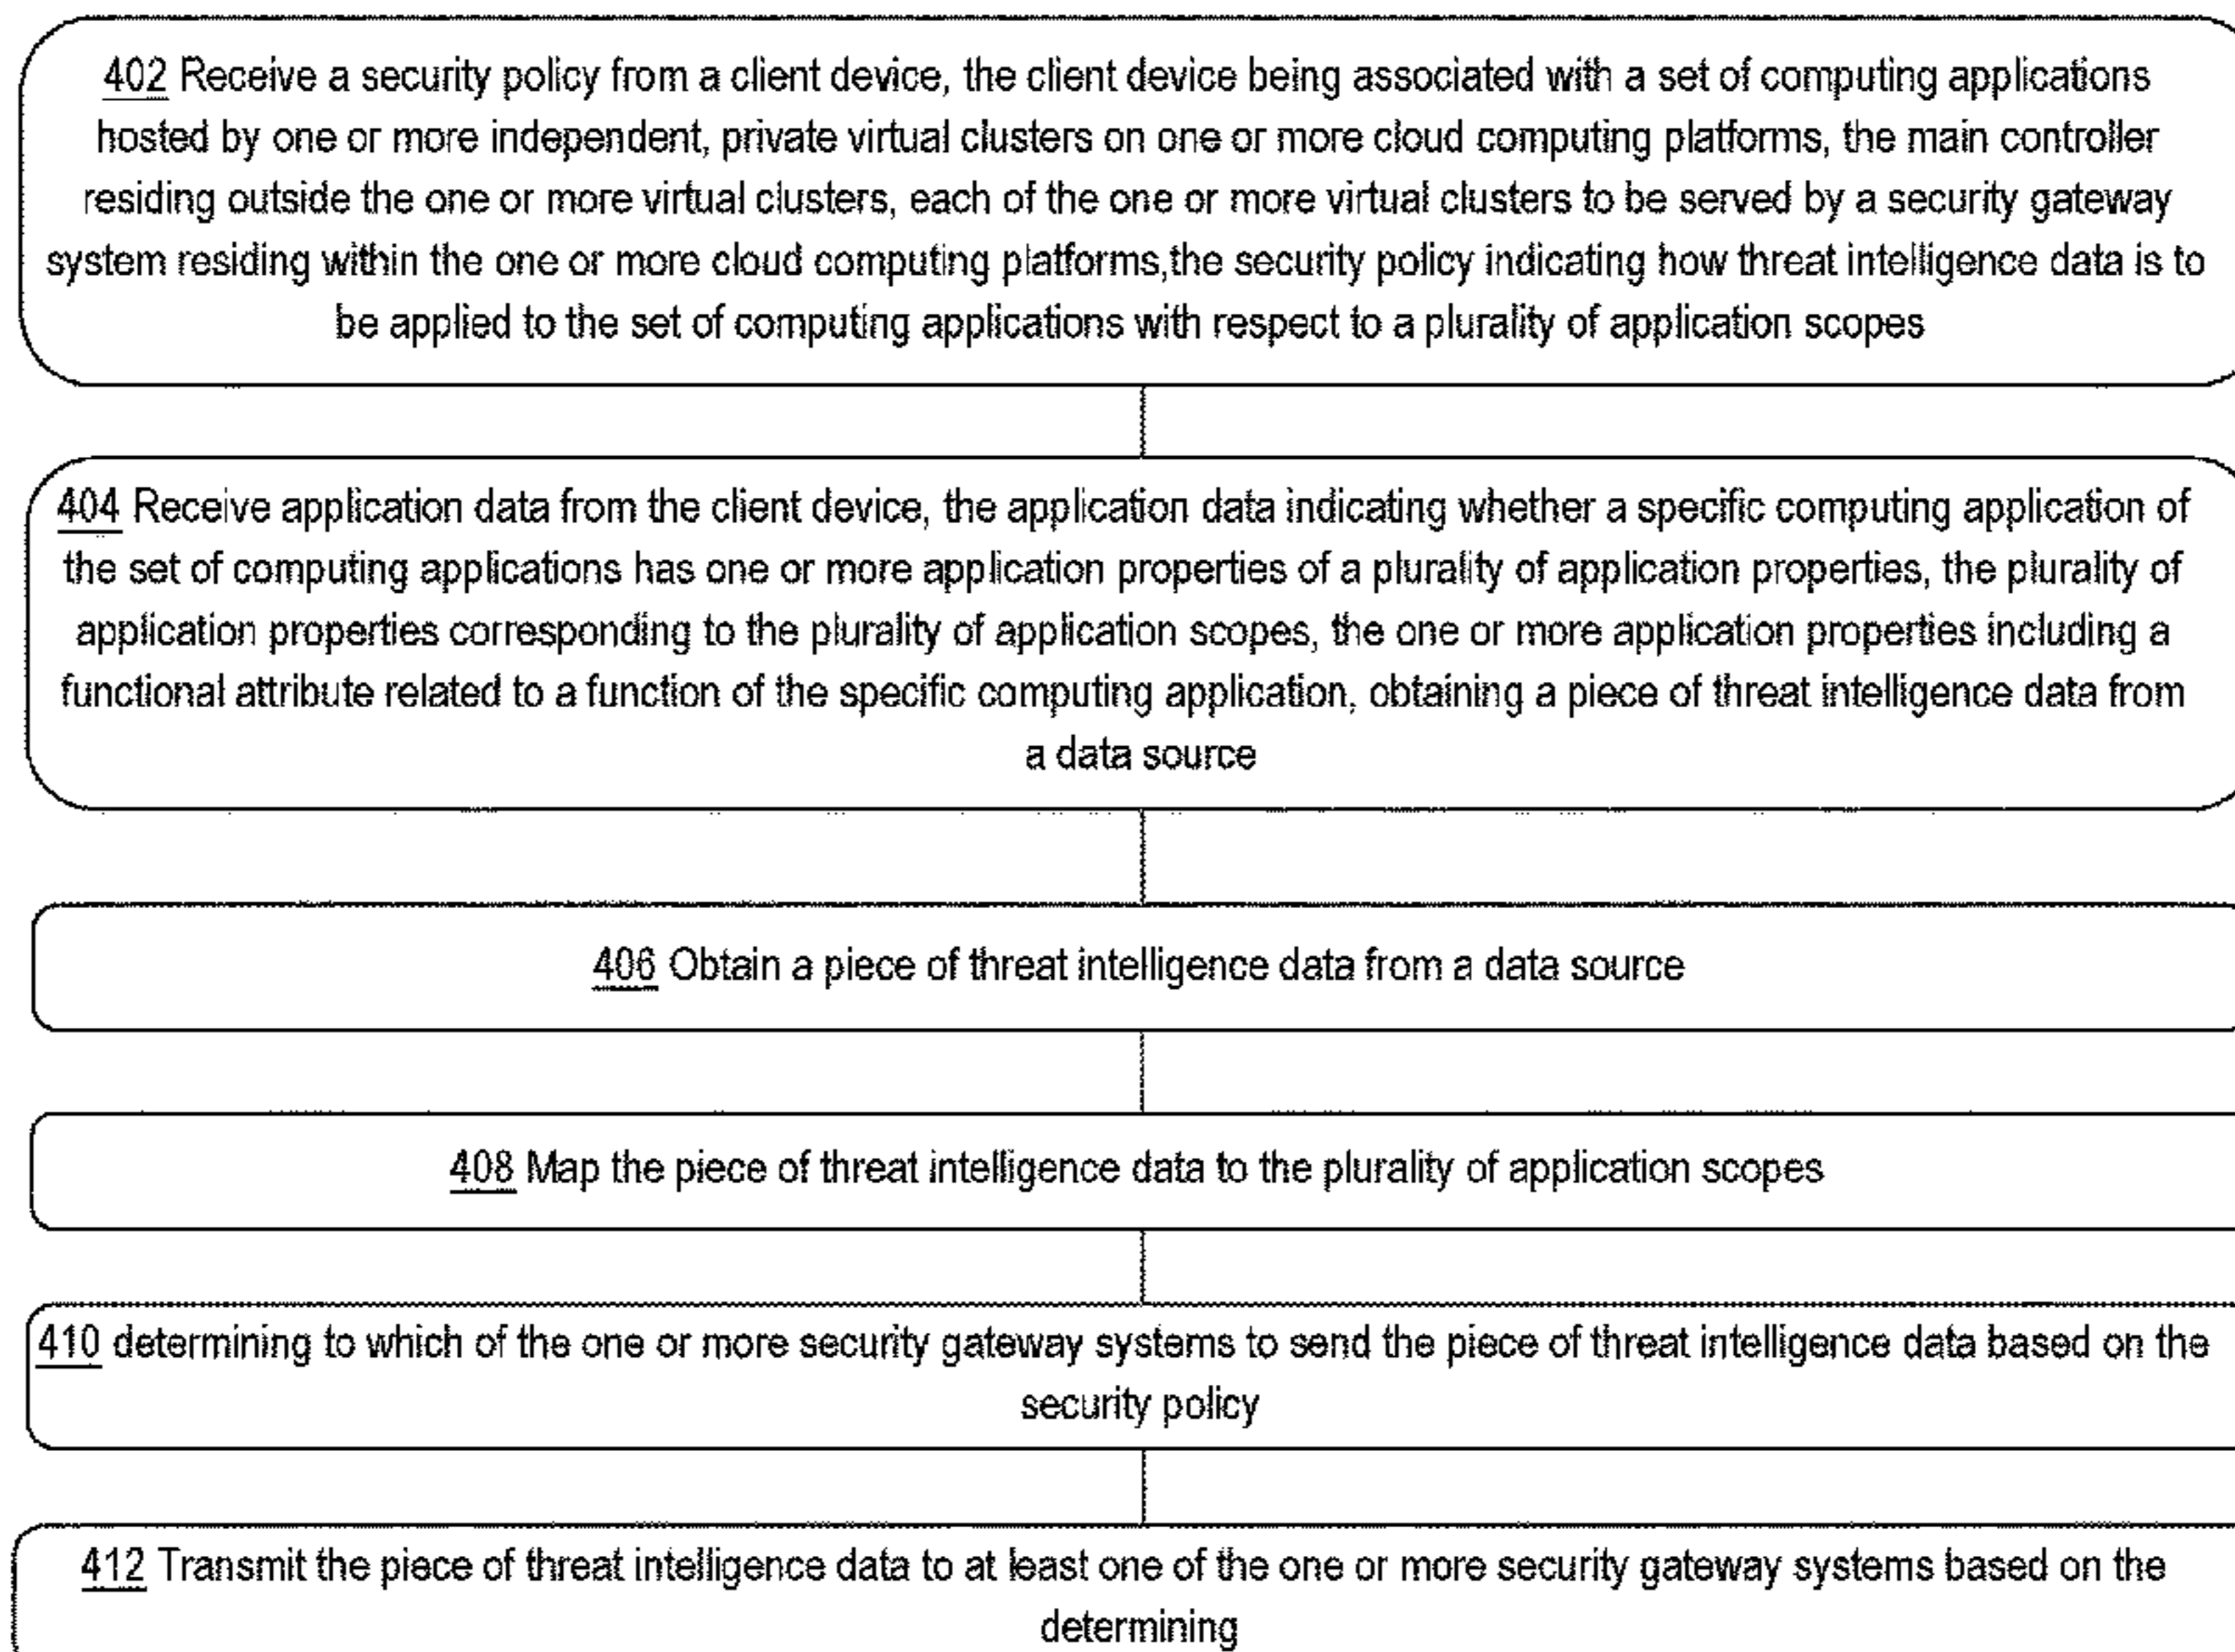 402 Receive a security policy from a client device, the client device being associated with a set of computing applications
hosted by one or more independent, private virtual clusters on one or more cloud computing platforms, the main controller
residing outside the one or more virtual clusters, each of the one or more virtual clusters to be served by a security gateway
system residing within the one or more cloud computing platforms,the security policy indicating how threat intelligence data is to
be applied to the set of computing applications with respect to a plurality of application scopes
404 Receive application data from the client device, the application data indicating whether a specific computing application of
the set of computing applications has one or more application properties of a plurality of application properties, the plurality of
application properties corresponding to the plurality of application scopes, the one or more application properties including a
functional attribute related to a function of the specific computing application, obtaining a piece of threat intelligence data from
a data source
406 Obtain a piece of threat intelligence data from a data source
408 Map the piece of threat intelligence data to the plurality of application scopes
410 determining to which of the one or more security gateway systems to send the piece of threat intelligence data based on the
security policy
412 Transmit the piece of threat intelligence data to at least one of the one or more security gateway systems based on the
determining